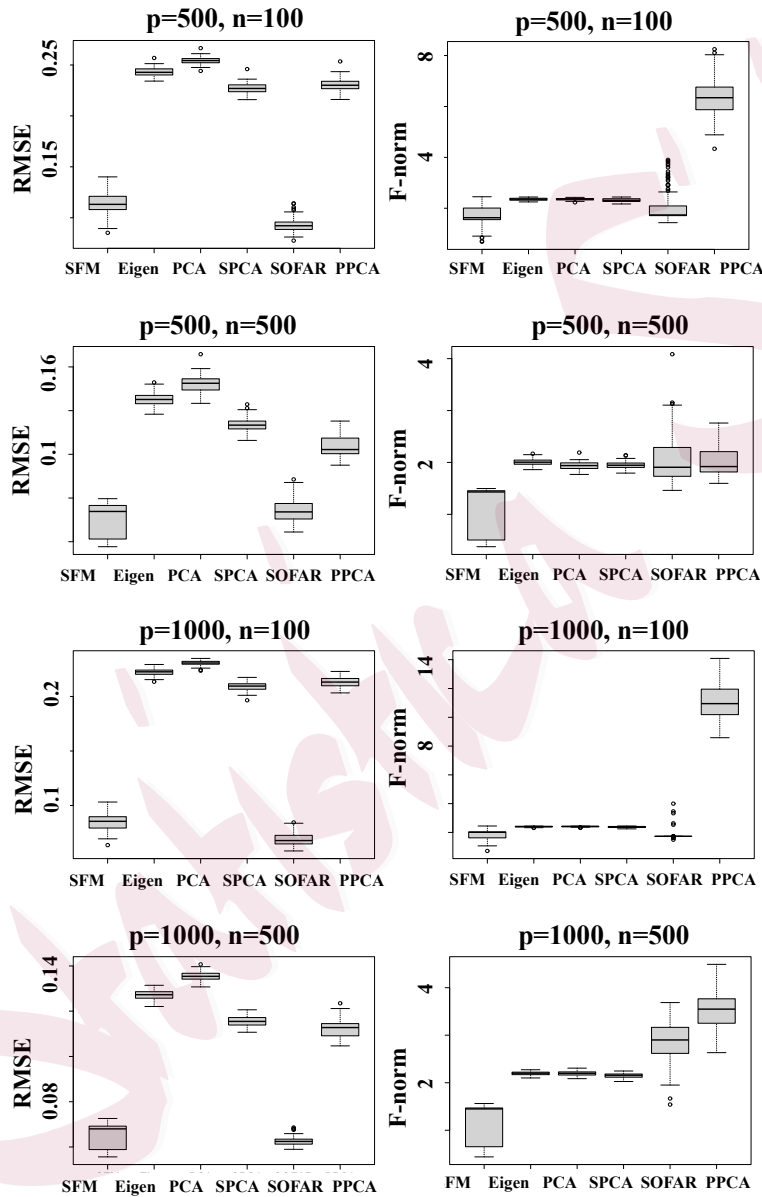 p=500, n=100
p=500, n=100
RMSE
0.15
0.25
F-norm
4
8
SFM Eigen PCA SPCA SOFAR PPCA
SFM Eigen PCA SPCA SOFAR PPCA
p=500, n=500
p=500, n=500
RMSE
0.1
0.16
F-norm
2
4
SFM Eigen PCA SPCA SOFAR PPCA
SFM Eigen PCA SPCA SOFAR PPCA
p=1000, n=100
p=1000, n=100
RMSE
0.1
0.2
F-norm
8
14
SFM Eigen PCA SPCA SOFAR PPCA
SFM Eigen PCA SPCA SOFAR PPCA
p=1000, n=500
p=1000, n=500
RMSE
0.08
0.14
F-norm
2
4
SFM Eigen PCA SPCA SOFAR PPCA
FM Eigen PCA SPCA SOFAR PPCA